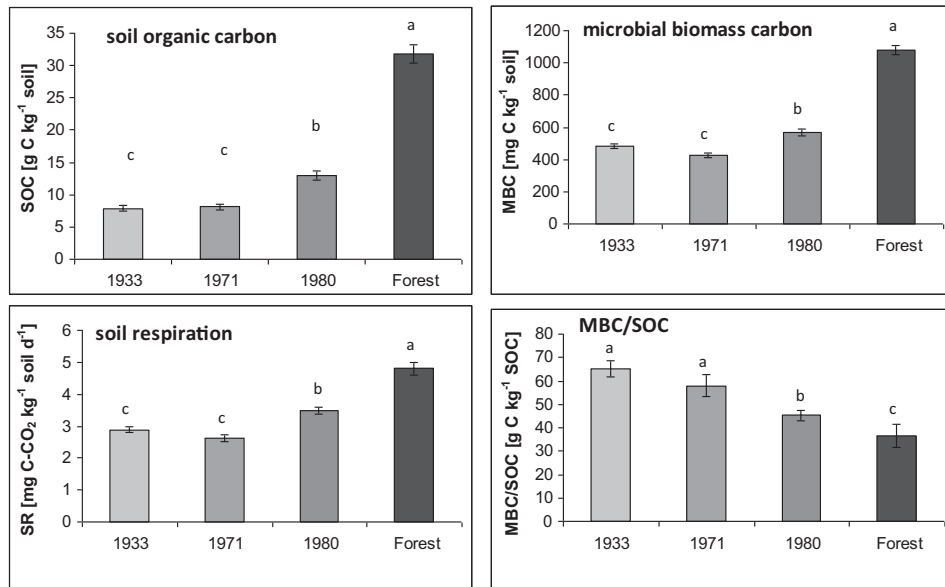 soil organic carbon
SOC [g C kg⁻¹ soil]
35
30
25
20
15
10
5
0
c
c
b
a
1933
1971
1980
Forest
microbial biomass carbon
MBC [mg C kg⁻¹ soil]
1200
1000
800
600
400
200
0
c
c
b
a
1933
1971
1980
Forest
soil respiration
SR [mg C-CO₂ kg⁻¹ soil d⁻¹]
6
5
4
3
2
1
0
c
c
b
a
1933
1971
1980
Forest
MBC/SOC
MBC/SOC [g C kg⁻¹ SOC]
80
70
60
50
40
30
20
10
0
a
a
b
c
1933
1971
1980
Forest